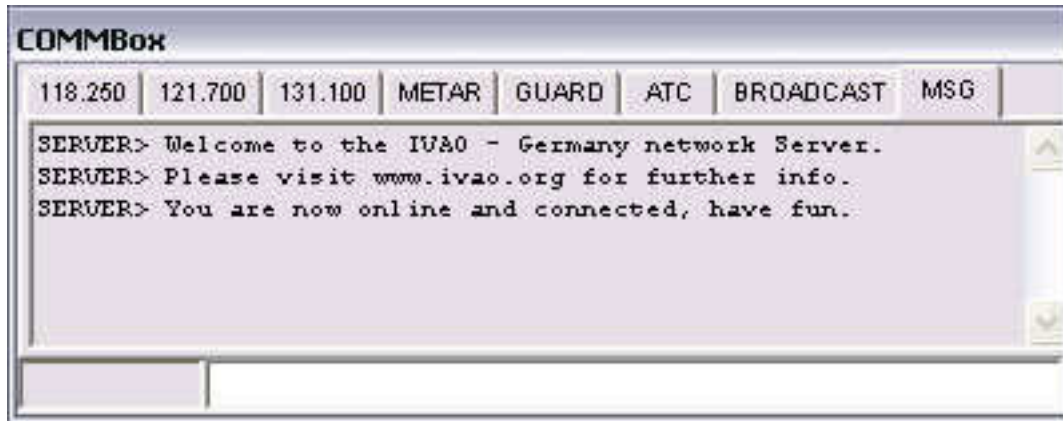 COMMBox
118.250 121.700 131.100 METAR GUARD ATC BROADCAST MSG
SERVER> Welcome to the IVAO - Germany network Server.
SERVER> Please visit www.ivao.org for further info.
SERVER> You are now online and connected, have fun.